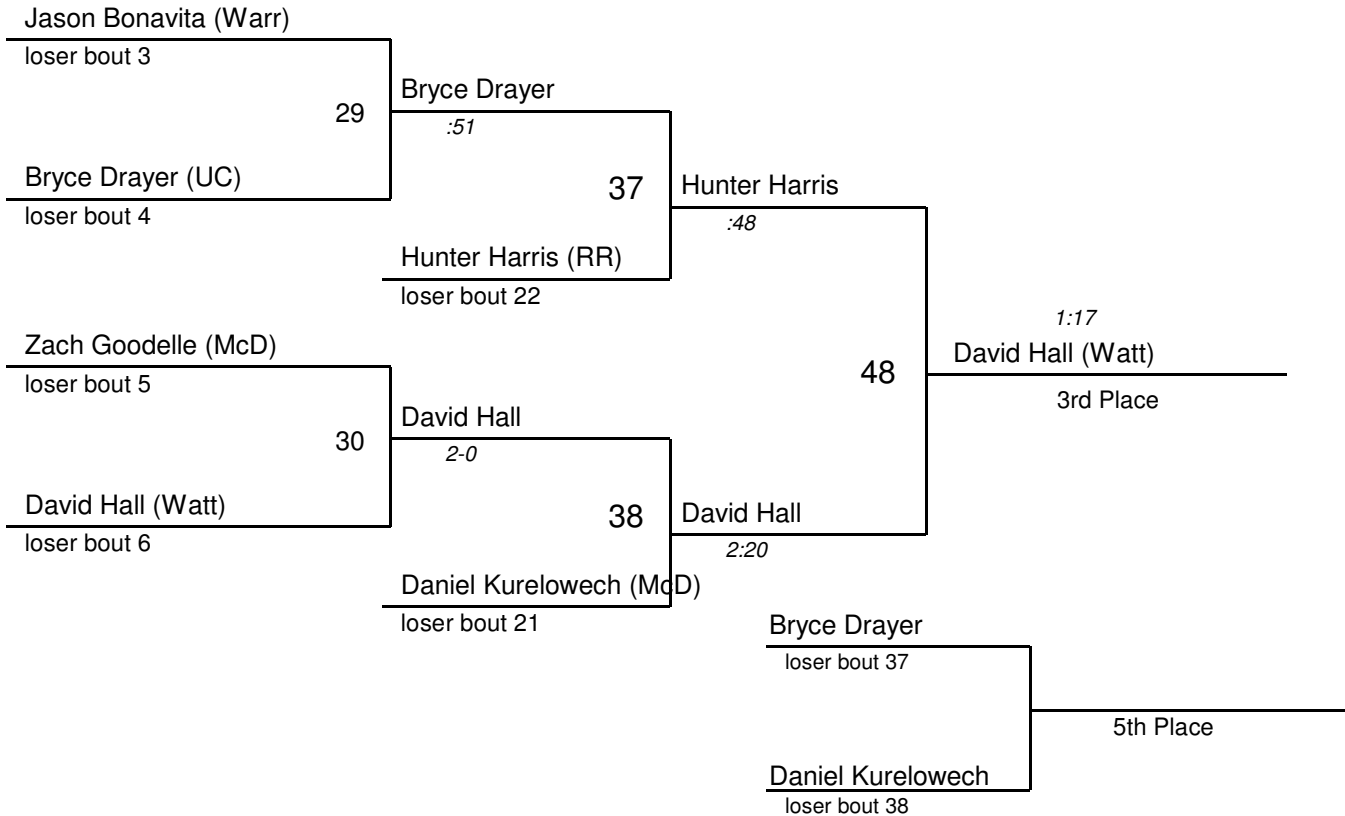 Jason Bonavita (Warr)
loser bout 3
29
Bryce Drayer
:51
Bryce Drayer (UC)
loser bout 4
37
Hunter Harris
:48
Hunter Harris (RR)
loser bout 22
Zach Goodelle (McD)
loser bout 5
30
David Hall
2-0
David Hall (Watt)
loser bout 6
38
David Hall
2:20
Daniel Kurelowech (McD)
loser bout 21
48
1:17
David Hall (Watt)
3rd Place
Bryce Drayer
loser bout 37
5th Place
Daniel Kurelowech
loser bout 38